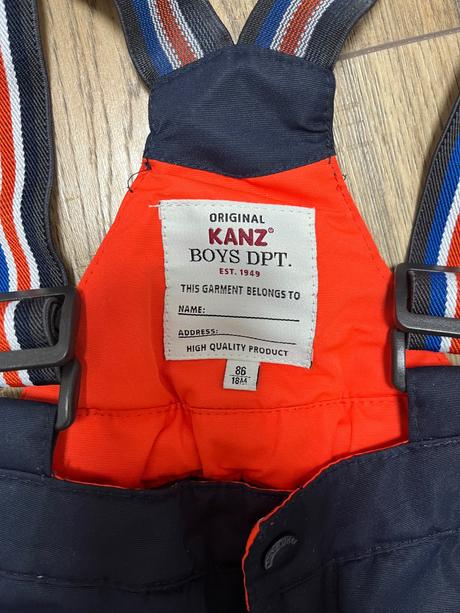 ORIGINAL
KANZ®
BOYS DPT.
EST. 1949
THIS GARMENT BELONGS TO
NAME:
ADDRESS:
HIGH QUALITY PRODUCT
86
18M